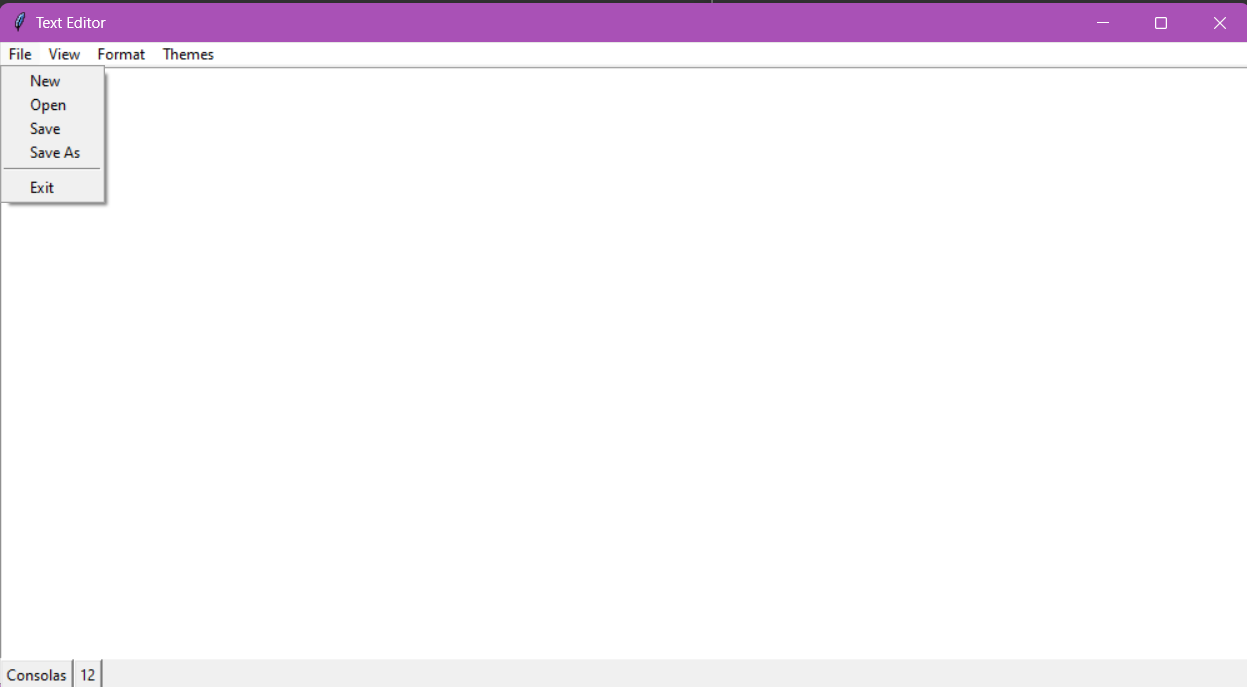 Text Editor
File View Format Themes
New
Open
Save
Save As
Exit
Consolas 12